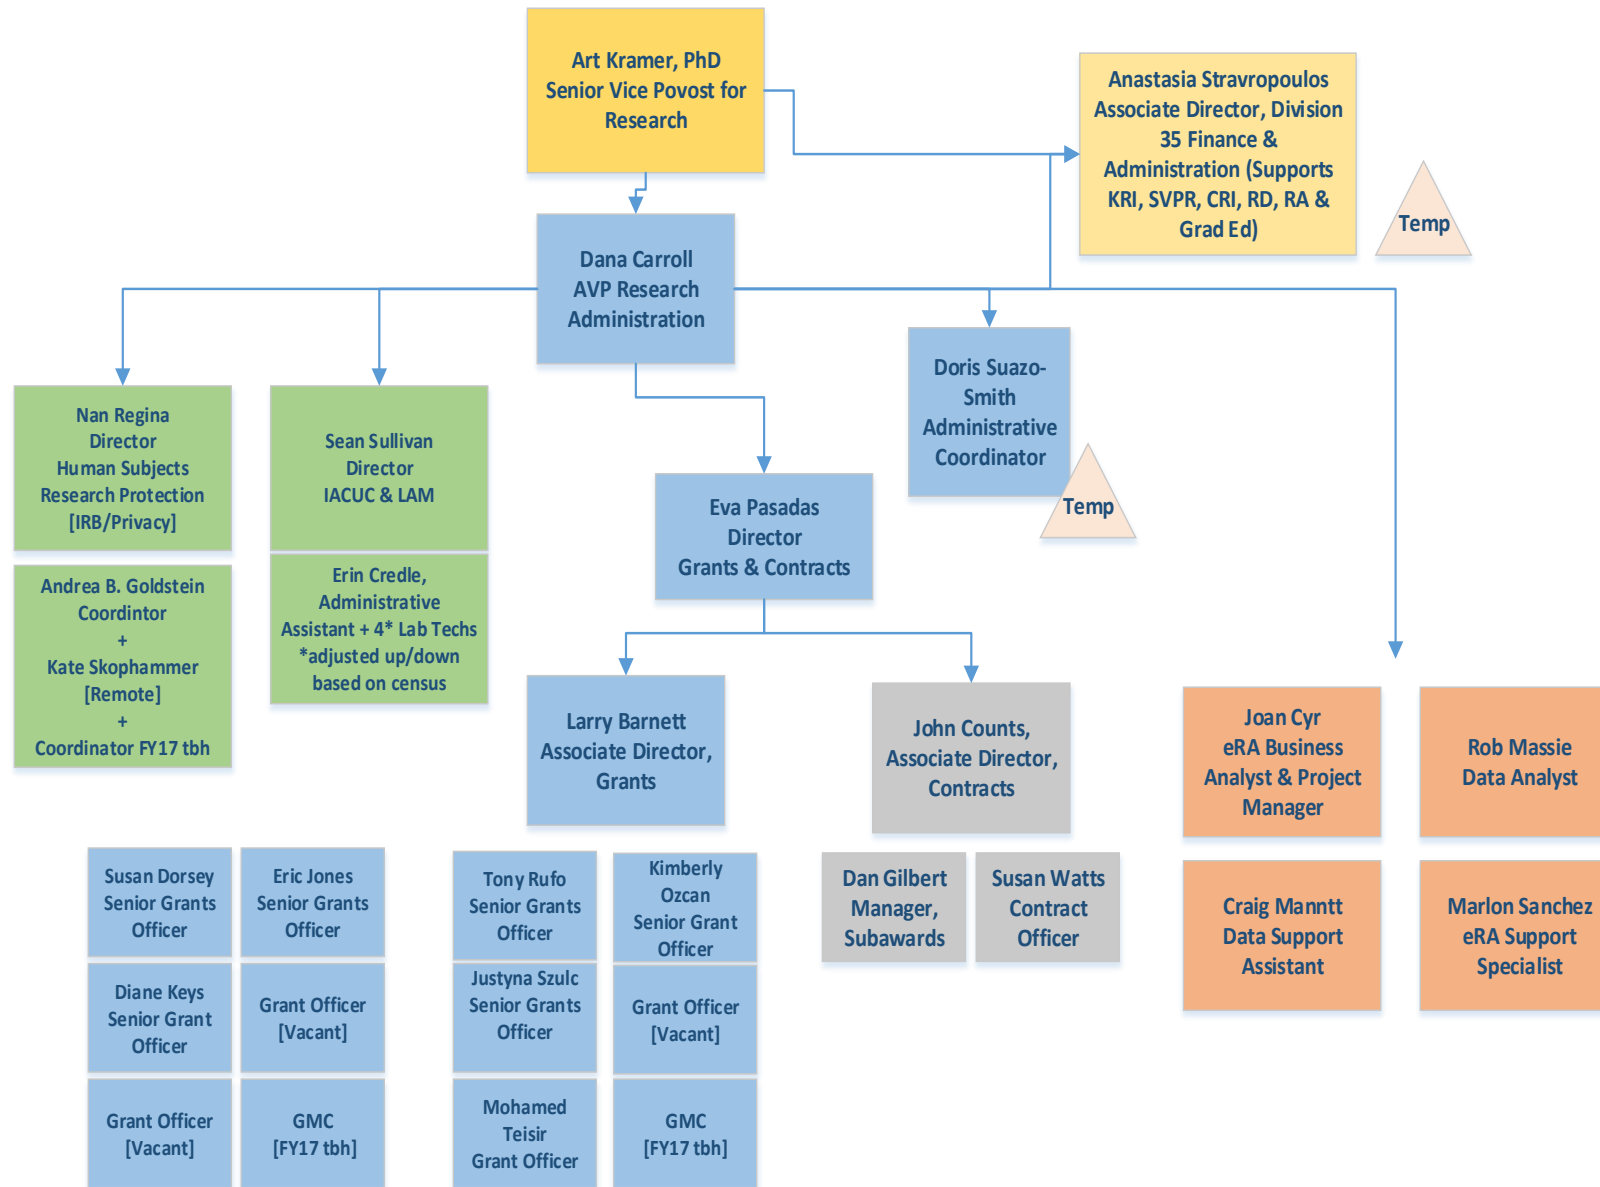 Art Kramer, PhD
Senior Vice Povost for
Research
Anastasia Stravropoulos
Associate Director, Division
35 Finance &
Administration (Supports
KRI, SVPR, CRI, RD, RA &
Grad Ed)
Temp
Dana Carroll
AVP Research
Administration
Doris Suazo-
Smith
Administrative
Coordinator
Temp
Nan Regina
Director
Human Subjects
Research Protection
[IRB/Privacy]
Sean Sullivan
Director
IACUC & LAM
Eva Pasadas
Director
Grants & Contracts
Andrea B. Goldstein
Coordintor
+
Kate Skophammer
[Remote]
+
Coordinator FY17 tbh
Erin Credle,
Administrative
Assistant + 4* Lab Techs
*adjusted up/down
based on census
Larry Barnett
Associate Director,
Grants
John Counts,
Associate Director,
Contracts
Joan Cyr
eRA Business
Analyst & Project
Manager
Rob Massie
Data Analyst
Susan Dorsey
Senior Grants
Officer
Eric Jones
Senior Grants
Officer
Tony Rufo
Senior Grants
Officer
Kimberly
Ozcan
Senior Grant
Officer
Dan Gilbert
Manager,
Subawards
Susan Watts
Contract
Officer
Craig Manntt
Data Support
Assistant
Marlon Sanchez
eRA Support
Specialist
Diane Keys
Senior Grant
Officer
Grant Officer
[Vacant]
Justyna Szulc
Senior Grants
Officer
Grant Officer
[Vacant]
Grant Officer
[Vacant]
GMC
[FY17 tbh]
Mohamed
Teisir
Grant Officer
GMC
[FY17 tbh]